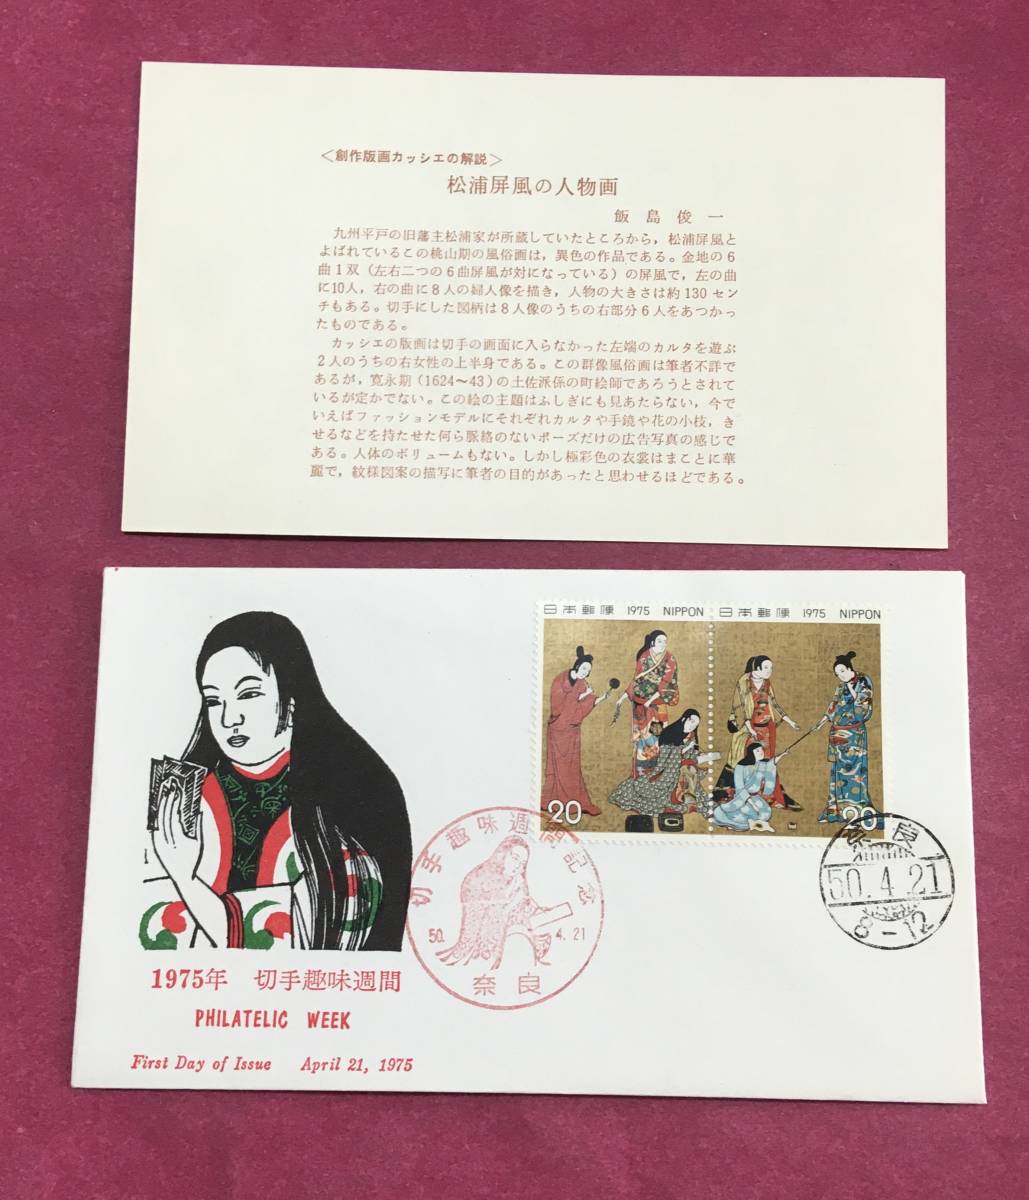 ＜創作版画カッシエの解説＞
松浦屏風の人物画
飯島俊一
九州平戸の旧藩主松浦家が所蔵していたところから，松浦屏風と
よばれているこの桃山期の風俗画は，異色の作品である。金地の6
曲1双（左右二つの6曲屏風が対になっている）の屏風で，左の曲
に10人，右の曲に8人の婦人像を描き，人物の大きさは約130セン
チもある。切手にした図柄は8人像のうちの右部分6人をあつかっ
たものである。
カッシエの版画は切手の画面に入らなかった左端のカルタを遊ぶ
2人のうちの右女性の上半身である。この群像風俗画は筆者不詳で
あるが，寛永期（1624〜43）の土佐派係の町絵師であろうとされて
いるが定かでない。この絵の主題はふしぎにも見あたらない，今で
いえばファッションモデルにそれぞれカルタや手鏡や花の小枝，き
せるなどを持たせた何ら脈絡のないポーズだけの広告写真の感じで
ある。人体のボリュームもない。しかし極彩色の衣裳はまことに華
麗で，紋様図案の描写に筆者の目的があったと思わせるほどである。
日本郵便 1975 NIPPON
日本郵便 1975 NIPPON
20
20
切手趣味週間記念
50. 4.21
奈良
奈良
50.4.21
8-12
1975年 切手趣味週間
PHILATELIC WEEK
First Day of Issue April 21, 1975